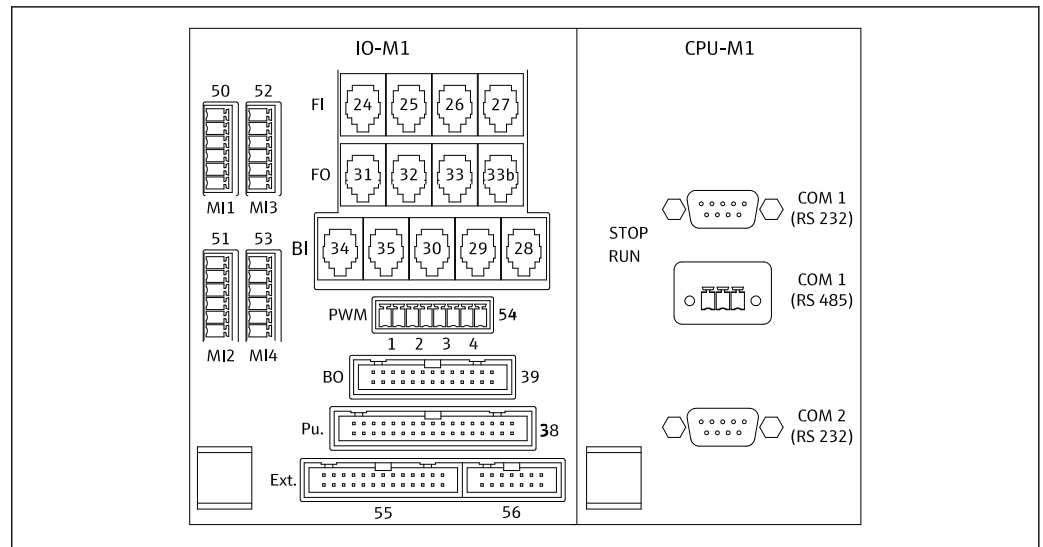 IO-M1 CPU-M1
50 52
FI 24 25 26 27
MI1 MI3
FO 31 32 33 33b
51 53
BI 34 35 30 29 28
MI2 MI4
PWM 54
1 2 3 4
BO 39
Pu. 38
Ext.
55 56
STOP
RUN
COM 1
(RS 232)
COM 1
(RS 485)
COM 2
(RS 232)